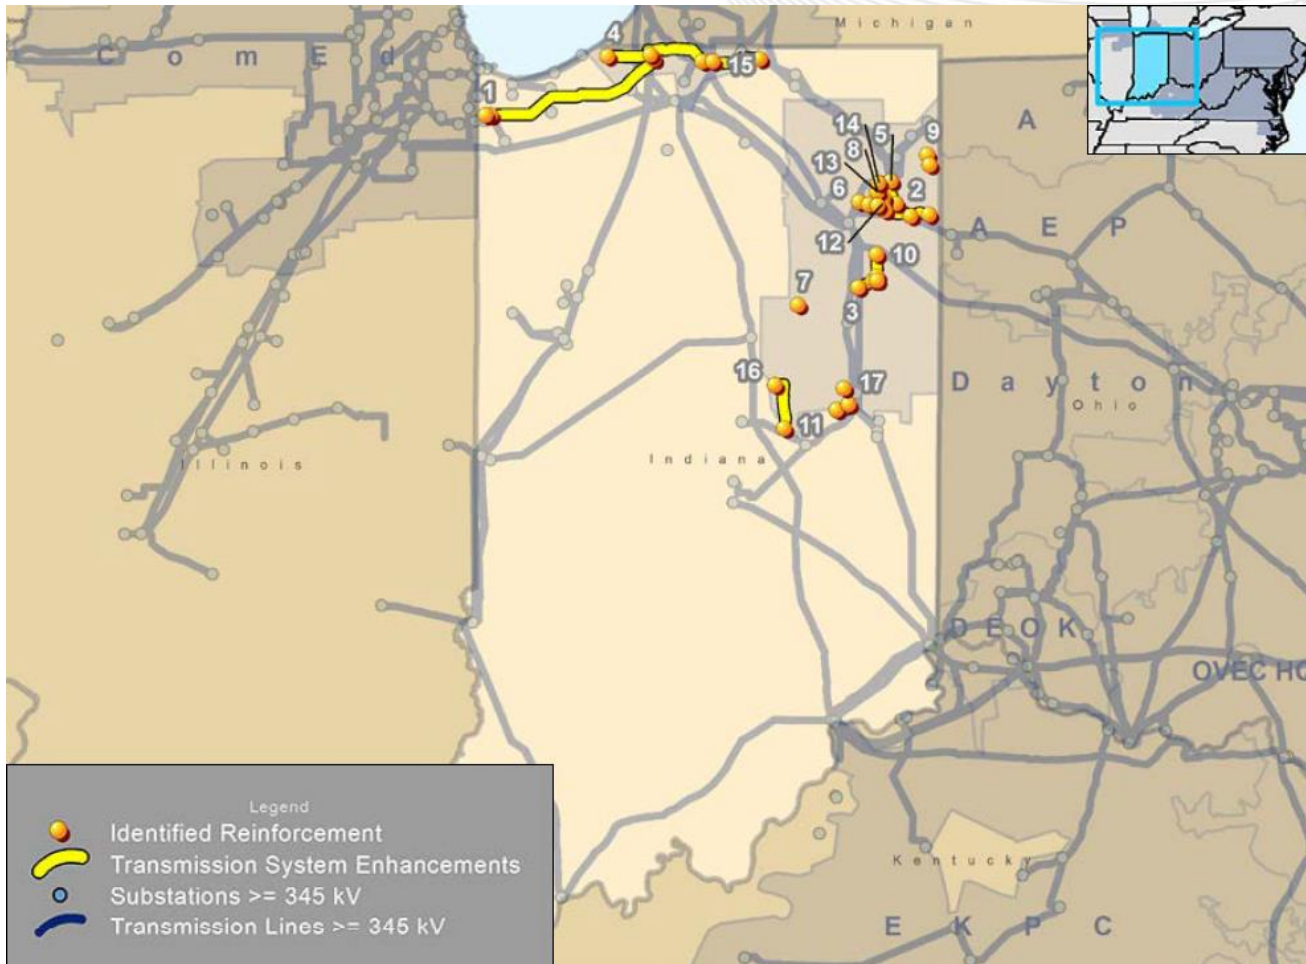 Michigan
ComEd
4
15
1
A
14
5
9
8
13
6
2
12
AEP
10
7
3
16
17
Dayton
Ohio
11
Indiana
Illinois
DEOK
OVEC HQ
Legend
Identified Reinforcement
Transmission System Enhancements
Substations >= 345 kV
Transmission Lines >= 345 kV
Kentucky
EKPC